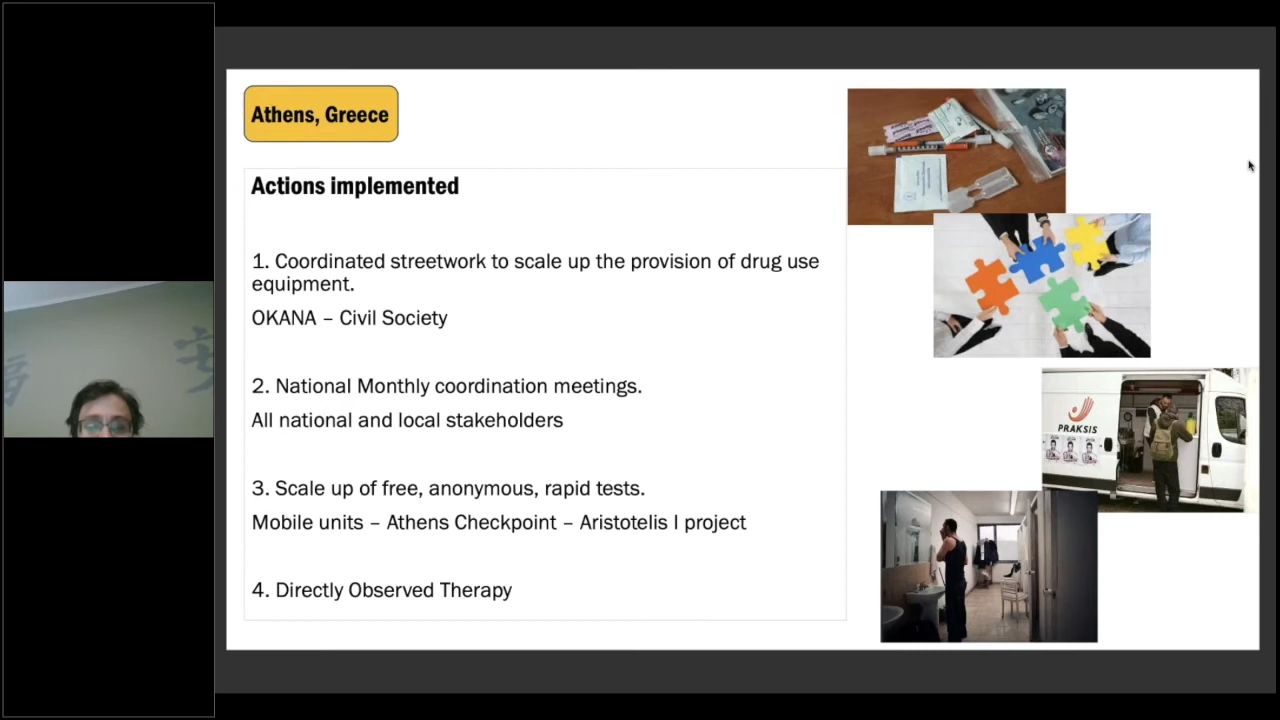 Athens, Greece
Actions implemented
1. Coordinated streetwork to scale up the provision of drug use
equipment.
OKANA – Civil Society
2. National Monthly coordination meetings.
All national and local stakeholders
3. Scale up of free, anonymous, rapid tests.
Mobile units – Athens Checkpoint – Aristotelis I project
4. Directly Observed Therapy
PRAKSIS
安
福